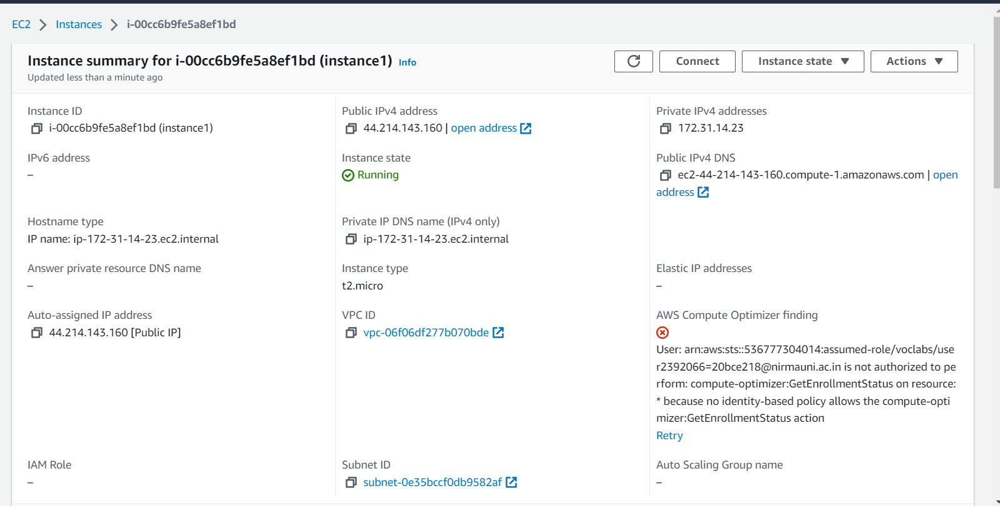 EC2 > Instances > i-00cc6b9fe5a8ef1bd
Instance summary for i-00cc6b9fe5a8ef1bd (instance1) Info
Updated less than a minute ago
Connect
Instance state
Actions
Instance ID
i-00cc6b9fe5a8ef1bd (instance1)
Public IPv4 address
44.214.143.160 | open address
Private IPv4 addresses
172.31.14.23
IPv6 address
–
Instance state
Running
Public IPv4 DNS
ec2-44-214-143-160.compute-1.amazonaws.com | open
address
Hostname type
IP name: ip-172-31-14-23.ec2.internal
Private IP DNS name (IPv4 only)
ip-172-31-14-23.ec2.internal
Answer private resource DNS name
–
Instance type
t2.micro
Elastic IP addresses
–
Auto-assigned IP address
44.214.143.160 [Public IP]
VPC ID
vpc-06f06df277b070bde
AWS Compute Optimizer finding
User: arn:aws:sts::536777304014:assumed-role/voclabs/use
r2392066=20bce218@nirmauni.ac.in is not authorized to pe
rform: compute-optimizer:GetEnrollmentStatus on resource:
* because no identity-based policy allows the compute-opti
mizer:GetEnrollmentStatus action
Retry
IAM Role
–
Subnet ID
subnet-0e35bccf0db9582af
Auto Scaling Group name
–